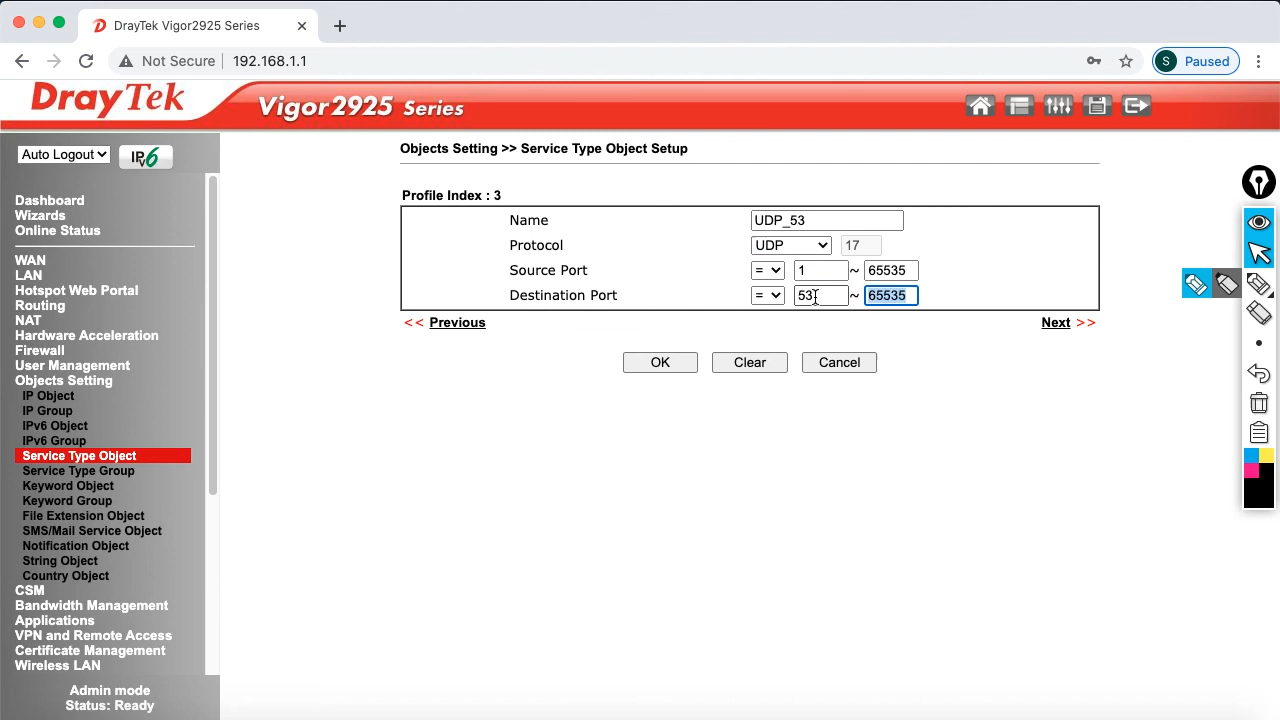 DrayTek Vigor2925 Series
Not Secure 192.168.1.1
S Paused
DrayTek Vigor2925 Series
Auto Logout IPv6
Dashboard
Wizards
Online Status
WAN
LAN
Hotspot Web Portal
Routing
NAT
Hardware Acceleration
Firewall
User Management
Objects Setting
IP Object
IP Group
IPv6 Object
IPv6 Group
Service Type Object
Service Type Group
Keyword Object
Keyword Group
File Extension Object
SMS/Mail Service Object
Notification Object
String Object
Country Object
CSM
Bandwidth Management
Applications
VPN and Remote Access
Certificate Management
Wireless LAN
Admin mode
Status: Ready
Objects Setting >> Service Type Object Setup
Profile Index : 3
Name UDP_53
Protocol UDP 17
Source Port = 1 ~ 65535
Destination Port = 53 ~ 65535
<< Previous Next >>
OK Clear Cancel